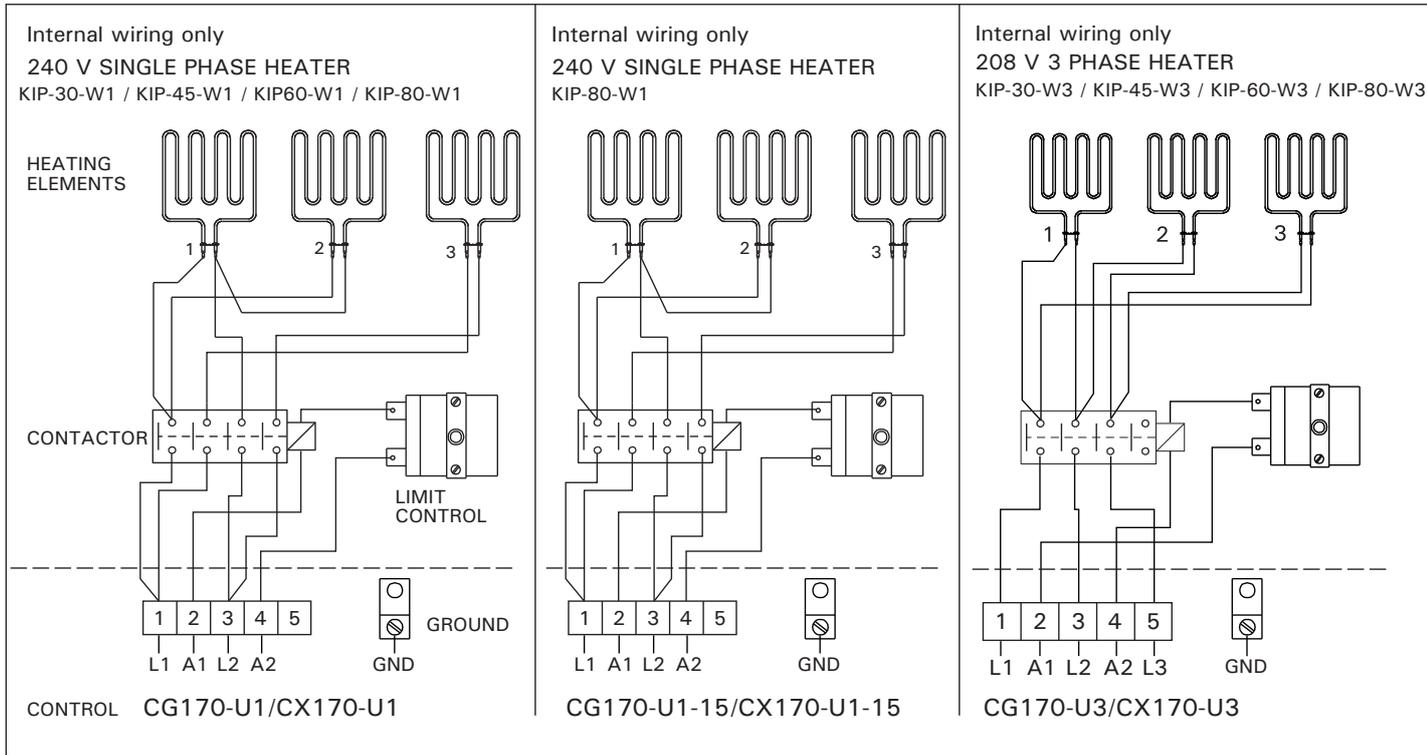 Internal wiring only
240 V SINGLE PHASE HEATER
KIP-30-W1 / KIP-45-W1 / KIP60-W1 / KIP-80-W1
HEATING
ELEMENTS
1
2
3
CONTACTOR
LIMIT
CONTROL
1 2 3 4 5
GROUND
L1 A1 L2 A2
GND
CONTROL CG170-U1/CX170-U1
Internal wiring only
240 V SINGLE PHASE HEATER
KIP-80-W1
1
2
3
1 2 3 4 5
L1 A1 L2 A2
GND
CG170-U1-15/CX170-U1-15
Internal wiring only
208 V 3 PHASE HEATER
KIP-30-W3 / KIP-45-W3 / KIP-60-W3 / KIP-80-W3
1
2
3
1 2 3 4 5
L1 A1 L2 A2 L3
GND
CG170-U3/CX170-U3